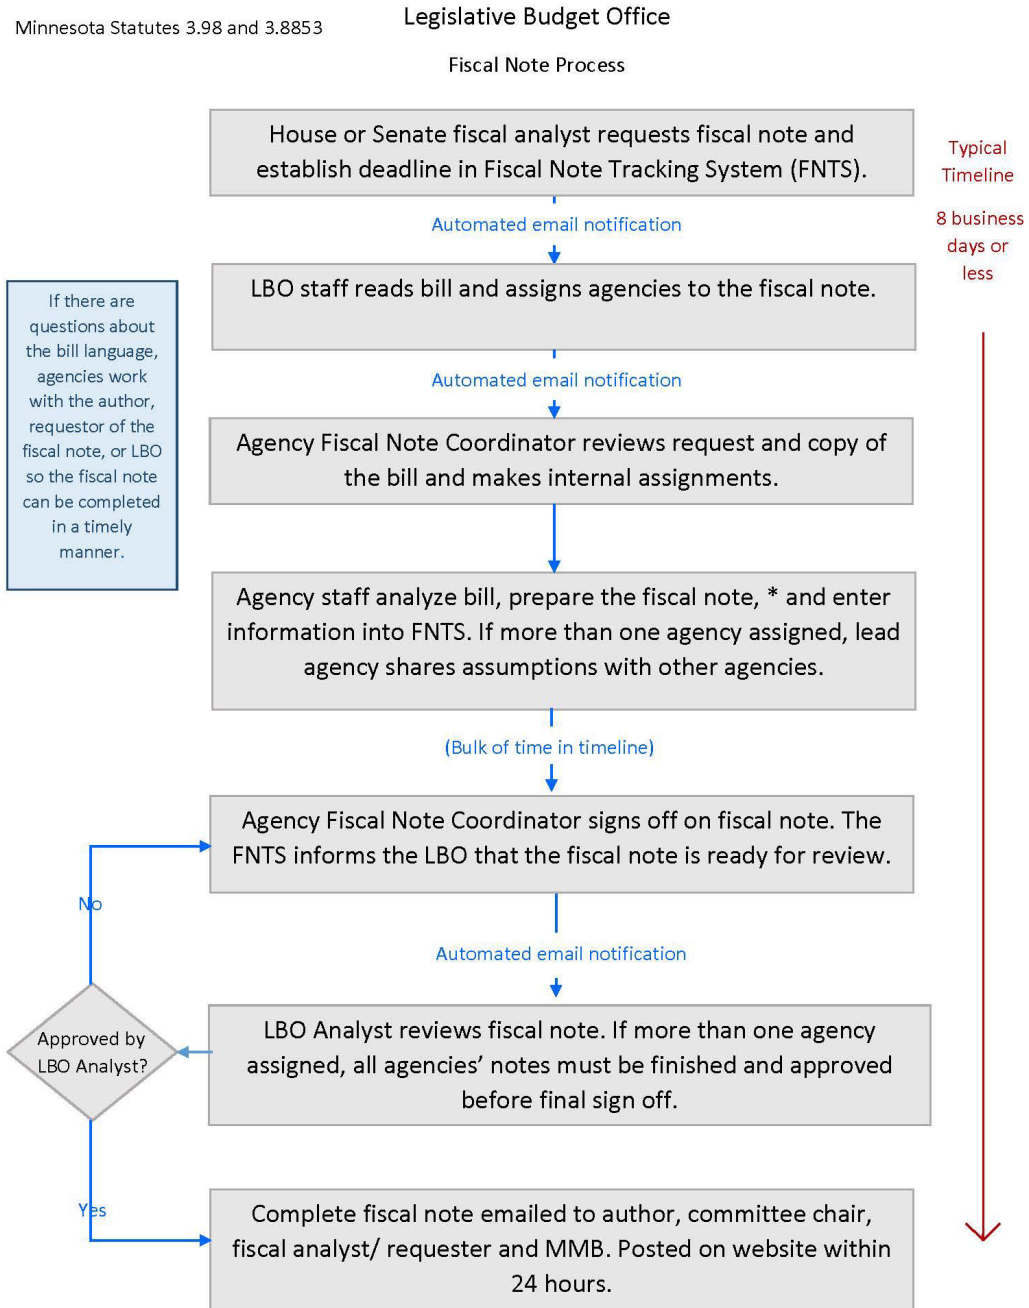 Minnesota Statutes 3.98 and 3.8853
Legislative Budget Office
Fiscal Note Process
House or Senate fiscal analyst requests fiscal note and
establish deadline in Fiscal Note Tracking System (FNTS).
Typical
Timeline
8 business
days or
less
Automated email notification
LBO staff reads bill and assigns agencies to the fiscal note.
If there are
questions about
the bill language,
agencies work
with the author,
requestor of the
fiscal note, or LBO
so the fiscal note
can be completed
in a timely
manner.
Automated email notification
Agency Fiscal Note Coordinator reviews request and copy of
the bill and makes internal assignments.
Agency staff analyze bill, prepare the fiscal note, * and enter
information into FNTS. If more than one agency assigned, lead
agency shares assumptions with other agencies.
(Bulk of time in timeline)
Agency Fiscal Note Coordinator signs off on fiscal note. The
FNTS informs the LBO that the fiscal note is ready for review.
No
Automated email notification
Approved by
LBO Analyst?
LBO Analyst reviews fiscal note. If more than one agency
assigned, all agencies’ notes must be finished and approved
before final sign off.
Yes
Complete fiscal note emailed to author, committee chair,
fiscal analyst/ requester and MMB. Posted on website within
24 hours.